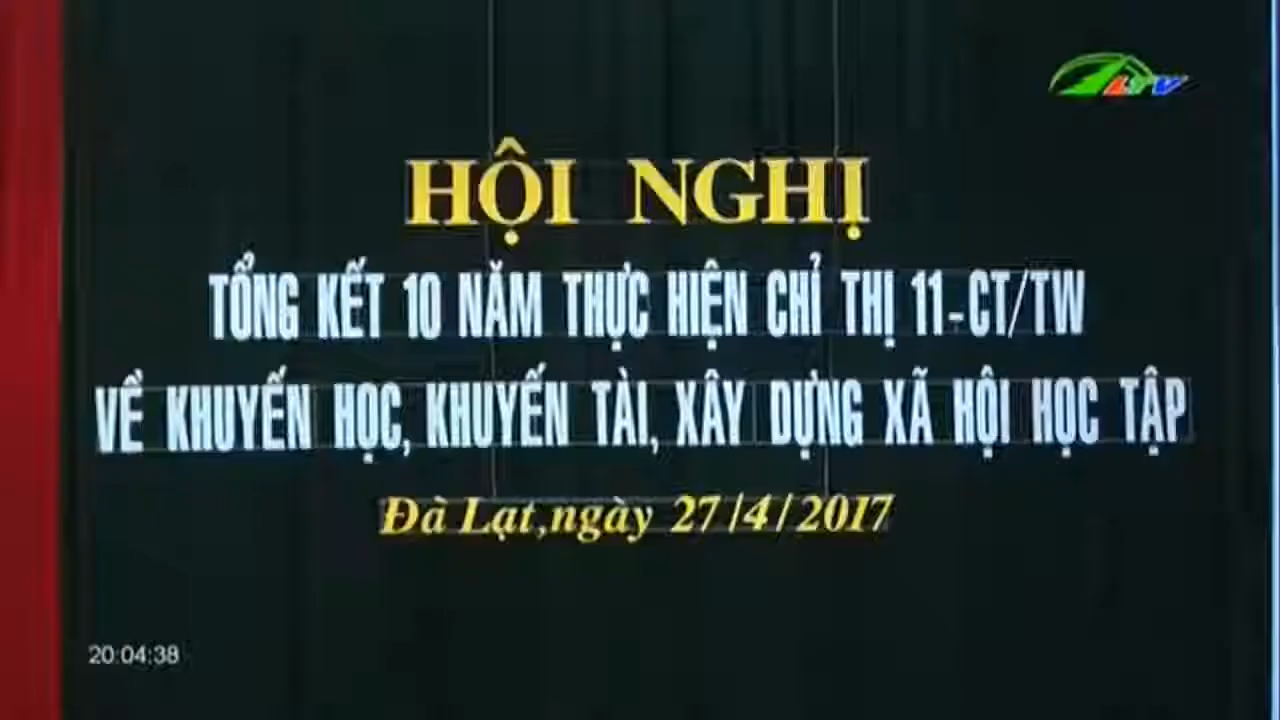 LTV
HỘI NGHỊ
TỔNG KẾT 10 NĂM THỰC HIỆN CHỈ THỊ 11-CT/TW
VỀ KHUYẾN HỌC, KHUYẾN TÀI, XÂY DỰNG XÃ HỘI HỌC TẬP
Đà Lạt,ngày 27/4/2017
20:04:38